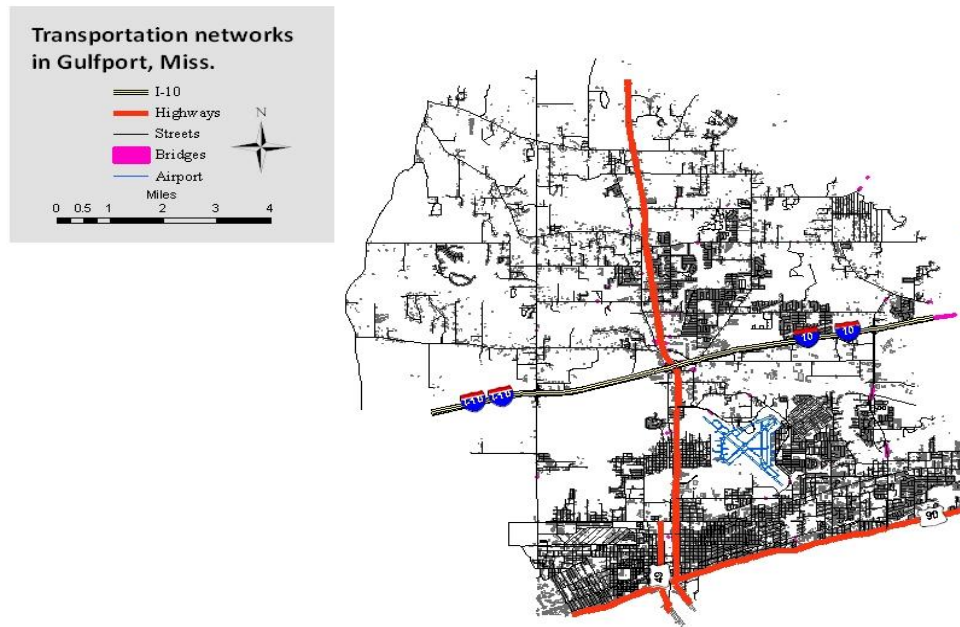 Transportation networks
in Gulfport, Miss.
I-10
Highways
Streets
Bridges
Airport
N
Miles
0 0.5 1 2 3 4
10
10
I-10
I-10
90
49